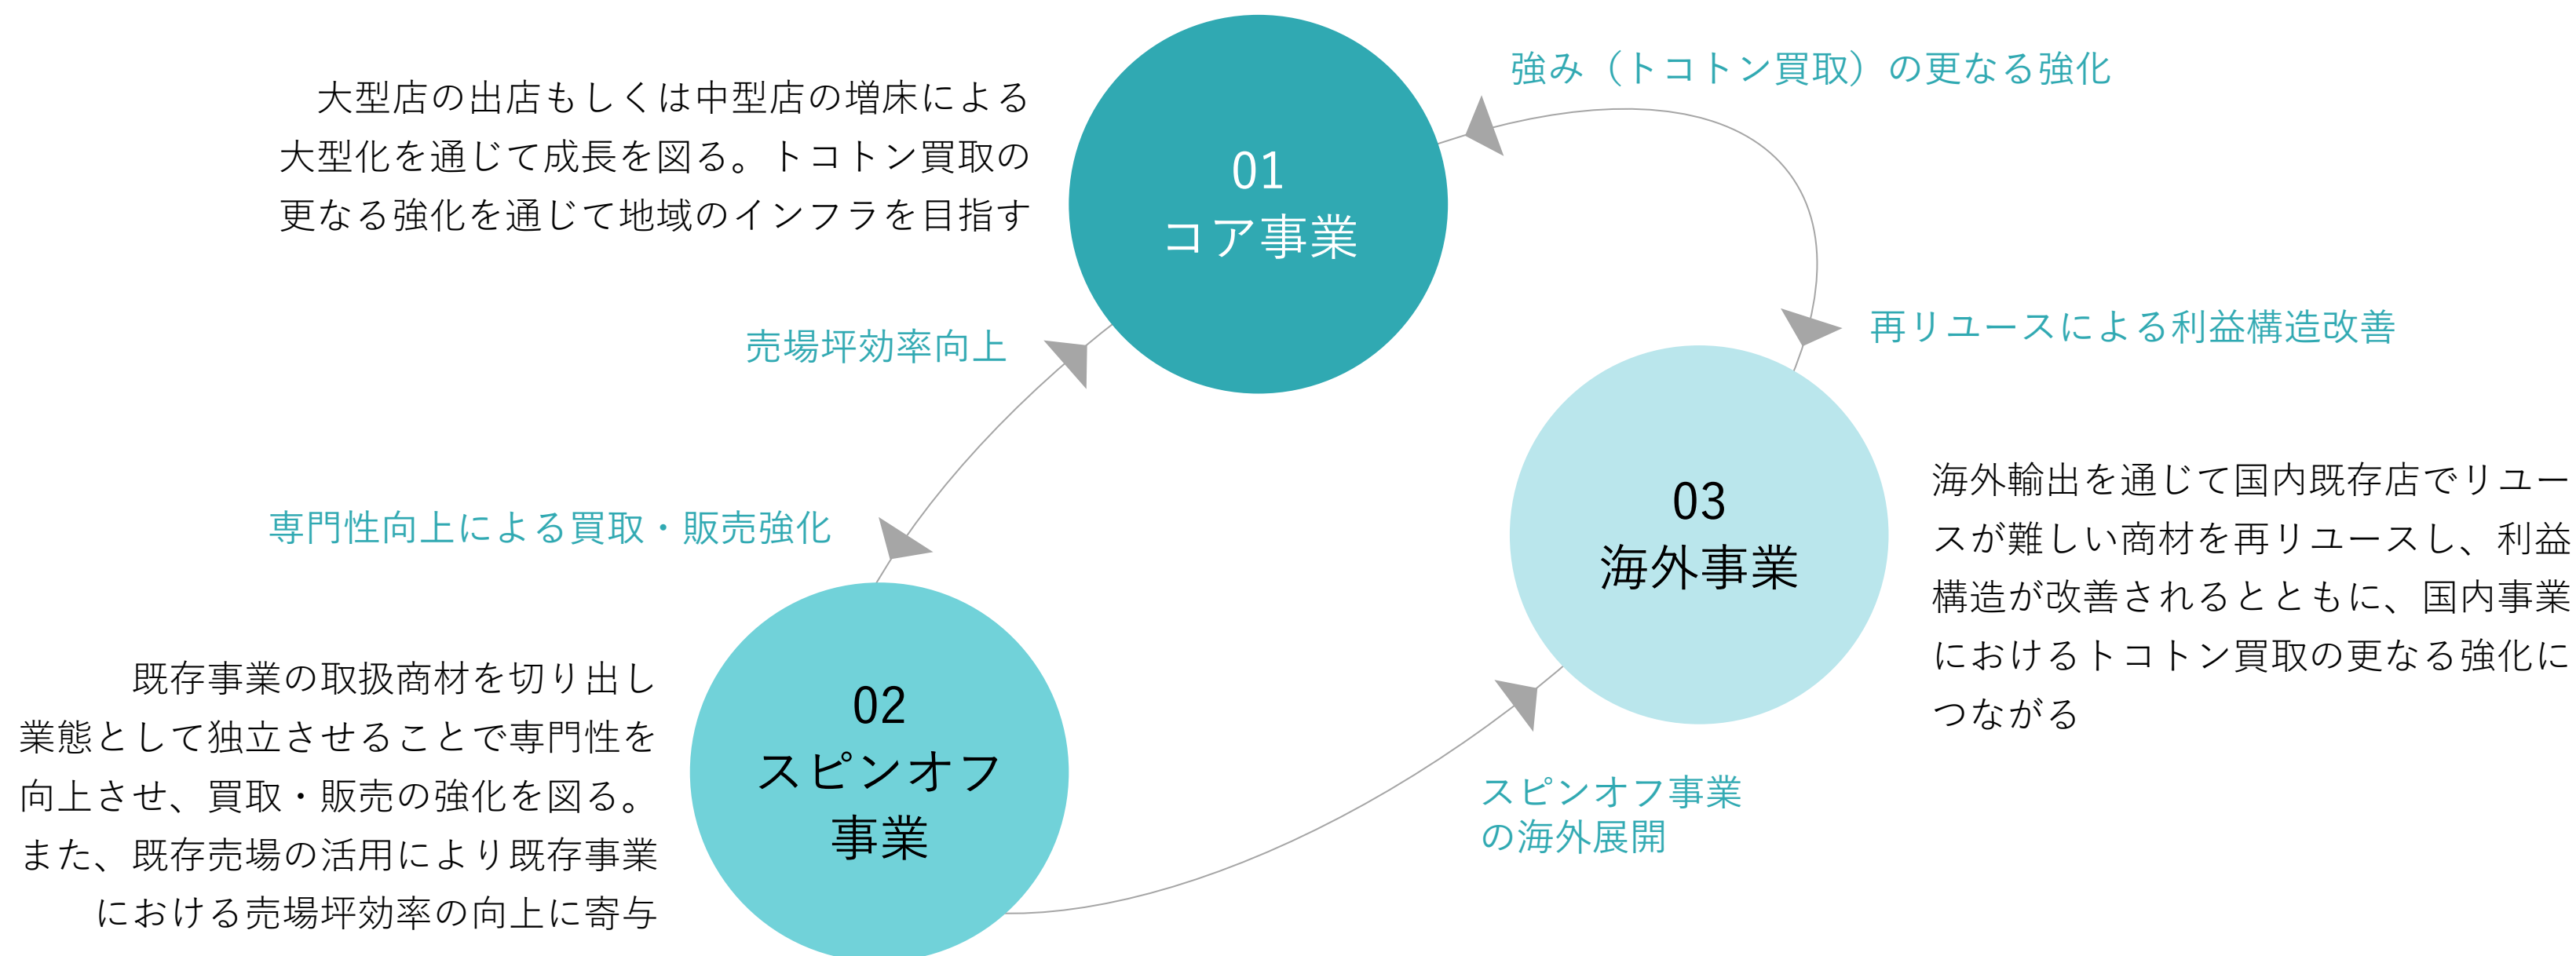 大型店の出店もしくは中型店の増床による
大型化を通じて成長を図る。トコトン買取の
更なる強化を通じて地域のインフラを目指す
01
コア事業
強み（トコトン買取）の更なる強化
売場坪効率向上
再リユースによる利益構造改善
専門性向上による買取・販売強化
03
海外事業
海外輸出を通じて国内既存店でリユー
スが難しい商材を再リユースし、利益
構造が改善されるとともに、国内事業
におけるトコトン買取の更なる強化に
つながる
既存事業の取扱商材を切り出し
業態として独立させることで専門性を
向上させ、買取・販売の強化を図る。
また、既存売場の活用により既存事業
における売場坪効率の向上に寄与
02
スピンオフ
事業
スピンオフ事業
の海外展開